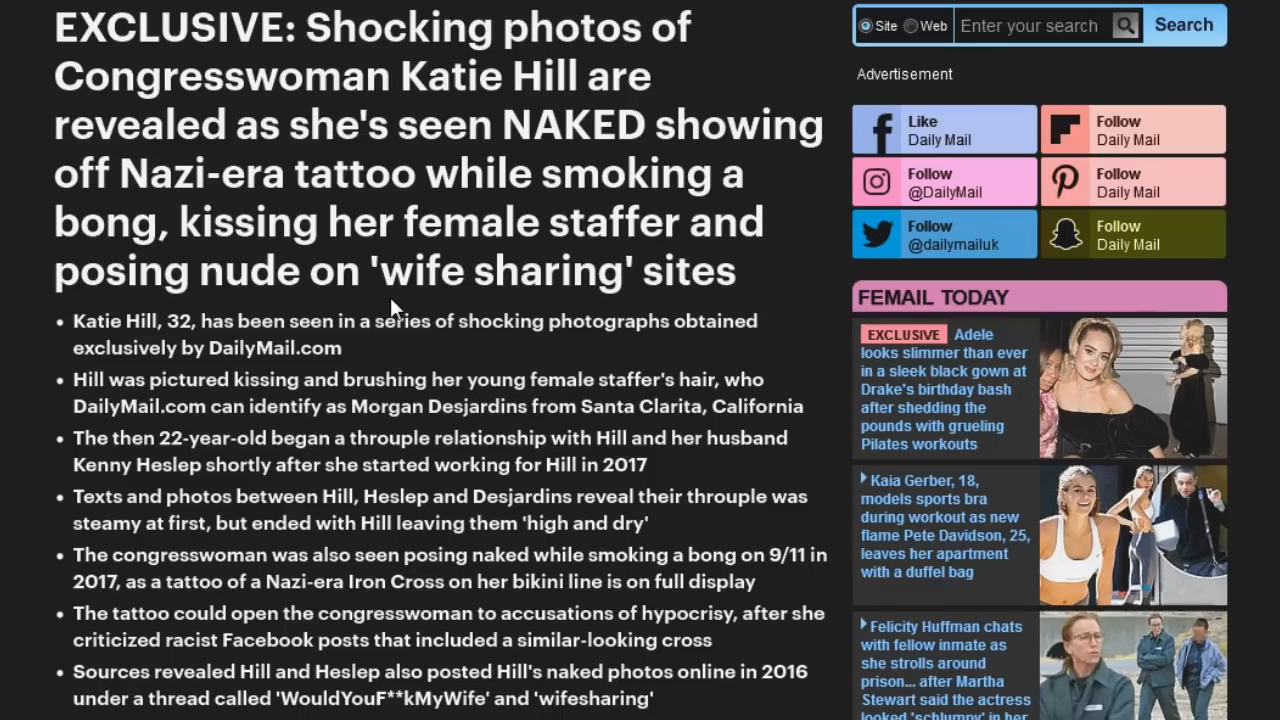 EXCLUSIVE: Shocking photos of
Congresswoman Katie Hill are
revealed as she's seen NAKED showing
off Nazi-era tattoo while smoking a
bong, kissing her female staffer and
posing nude on 'wife sharing' sites
• Katie Hill, 32, has been seen in a series of shocking photographs obtained
exclusively by DailyMail.com
• Hill was pictured kissing and brushing her young female staffer's hair, who
DailyMail.com can identify as Morgan Desjardins from Santa Clarita, California
• The then 22-year-old began a throuple relationship with Hill and her husband
Kenny Heslep shortly after she started working for Hill in 2017
• Texts and photos between Hill, Heslep and Desjardins reveal their throuple was
steamy at first, but ended with Hill leaving them 'high and dry'
• The congresswoman was also seen posing naked while smoking a bong on 9/11 in
2017, as a tattoo of a Nazi-era Iron Cross on her bikini line is on full display
• The tattoo could open the congresswoman to accusations of hypocrisy, after she
criticized racist Facebook posts that included a similar-looking cross
• Sources revealed Hill and Heslep also posted Hill's naked photos online in 2016
under a thread called 'WouldYouF**kMyWife' and 'wifesharing'
Site Web Enter your search Search
Advertisement
Like
Daily Mail
Follow
Daily Mail
Follow
@DailyMail
Follow
Daily Mail
Follow
@dailymailuk
Follow
Daily Mail
FEMAIL TODAY
EXCLUSIVE Adele
looks slimmer than ever
in a sleek black gown at
Drake's birthday bash
after shedding the
pounds with grueling
Pilates workouts
Kaia Gerber, 18,
models sports bra
during workout as new
flame Pete Davidson, 25,
leaves her apartment
with a duffel bag
Felicity Huffman chats
with fellow inmate as
she strolls around
prison... after Martha
Stewart said the actress
looked 'schlumpy' in her